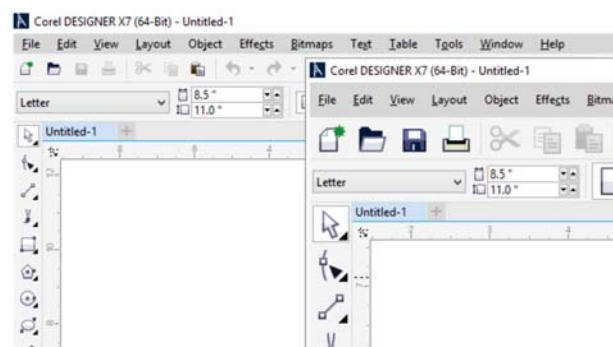 Corel DESIGNER X7 (64-Bit) - Untitled-1
File Edit View Layout Object Effects Bitmaps Text Table Tools Window Help
Letter
8.5 "
11.0 "
Untitled-1
Corel DESIGNER X7 (64-Bit) - Untitled-1
File Edit View Layout Object Effects Bitm
Letter
8.5 "
11.0 "
Untitled-1